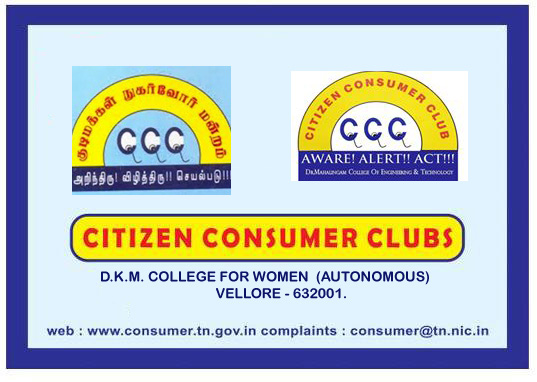 குடிமக்கள் நுகர்வோர் மன்றம்
CCC
அறிந்திரு! விழித்திரு!! செயல்படு!!!
CITIZEN CONSUMER CLUB
CCC
AWARE! ALERT!! ACT!!!
DR.MAHALINGAM COLLEGE OF ENGINEERING & TECHNOLOGY
CITIZEN CONSUMER CLUBS
D.K.M. COLLEGE FOR WOMEN (AUTONOMOUS)
VELLORE - 632001.
web : www.consumer.tn.gov.in complaints : consumer@tn.nic.in